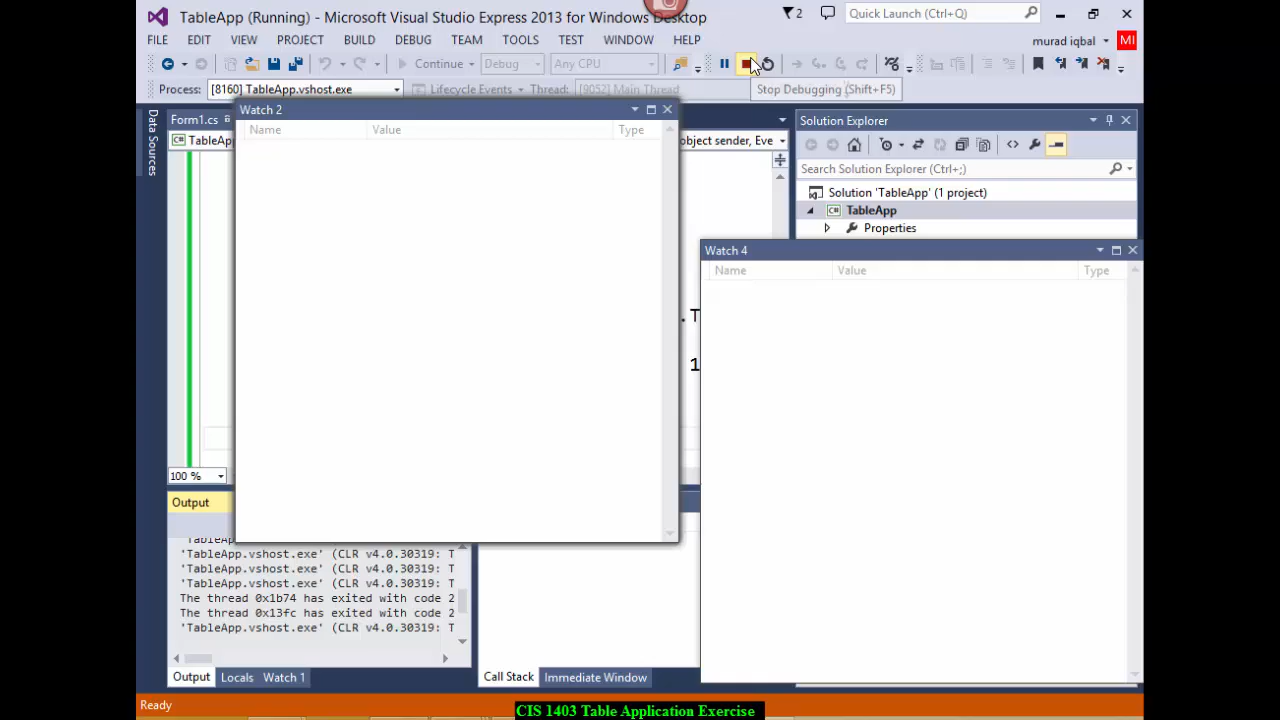 TableApp (Running) - Microsoft Visual Studio Express 2013 for Windows Desktop
2
Quick Launch (Ctrl+Q)
FILE EDIT VIEW PROJECT BUILD DEBUG TEAM TOOLS TEST WINDOW HELP
murad iqbal MI
Continue Debug Any CPU
Process: [8160] TableApp.vshost.exe Lifecycle Events Thread: [9052] Main Thread
Stop Debugging (Shift+F5)
Data Sources
Form1.cs
Watch 2
Name Value Type
TableApp
object sender, Eve
.T
1
100 %
Solution Explorer
Search Solution Explorer (Ctrl+;)
Solution 'TableApp' (1 project)
C# TableApp
Properties
Watch 4
Name Value Type
Output
'TableApp.vshost.exe' (CLR v4.0.30319: T
'TableApp.vshost.exe' (CLR v4.0.30319: T
'TableApp.vshost.exe' (CLR v4.0.30319: T
The thread 0x1b74 has exited with code 2
The thread 0x13fc has exited with code 2
'TableApp.vshost.exe' (CLR v4.0.30319: T
Output Locals Watch 1
Call Stack Immediate Window
Ready
CIS 1403 Table Application Exercise